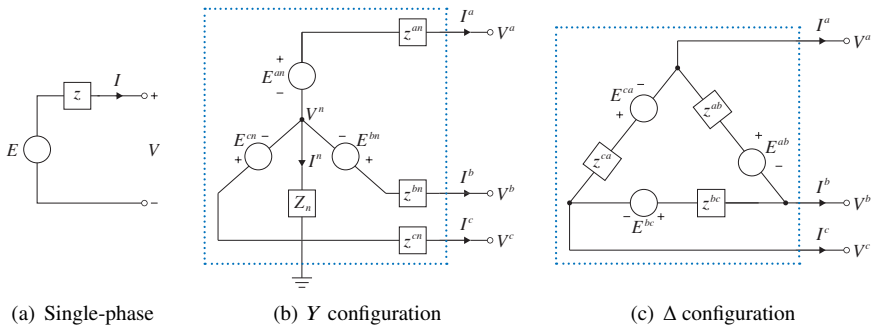 I
z
+
E
V
−
(a) Single-phase
I^a
z^{an}
V^a
+
E^{an}
−
V^n
E^{cn} −
− E^{bn}
+
+
I^n
I^b
Z_n
z^{bn}
V^b
I^c
z^{cn}
V^c
(b) Y configuration
I^a
V^a
E^{ca} −
z^{ab}
+
+
E^{ab}
z^{ca}
−
I^b
z^{bc}
V^b
− E^{bc} +
I^c
V^c
(c) Δ configuration